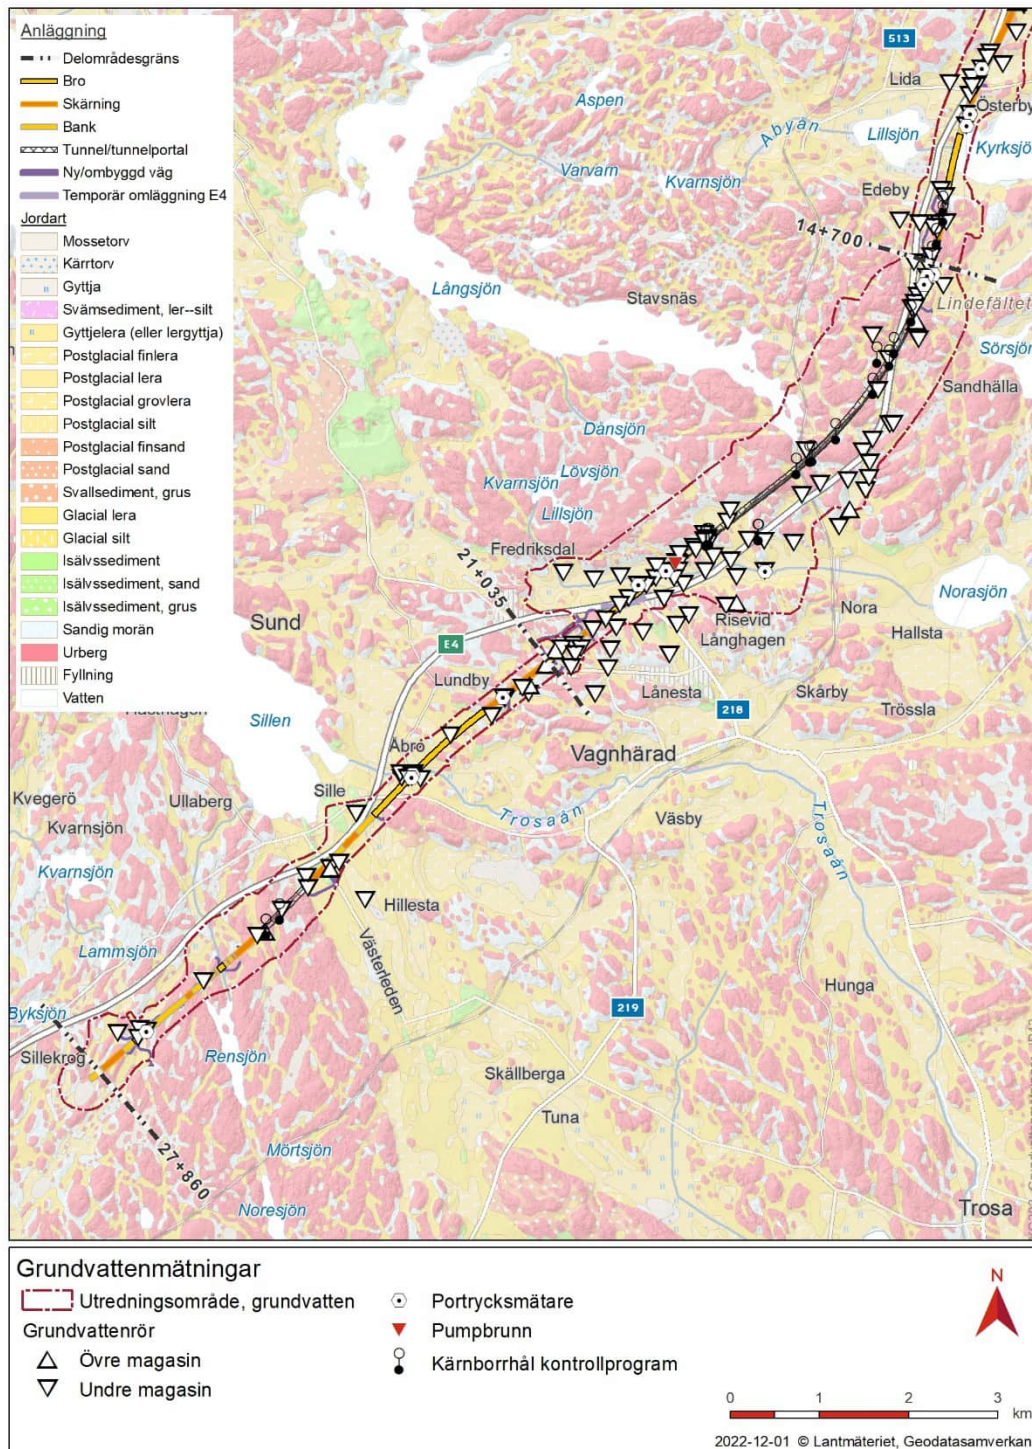 Anläggning
Delområdesgräns
Bro
Skärning
Bank
Tunnel/tunnelportal
Ny/ombyggd väg
Temporär omläggning E4
Jordart
Mossetorv
Kärrtorv
Gyttja
Svämsediment, ler--silt
Gyttjelera (eller lergyttja)
Postglacial finlera
Postglacial lera
Postglacial grovlera
Postglacial silt
Postglacial finsand
Postglacial sand
Svallsediment, grus
Glacial lera
Glacial silt
Isälvssediment
Isälvssediment, sand
Isälvssediment, grus
Sandig morän
Urberg
Fyllning
Vatten
513
Lida
Österby
Aspen
Åbyån
Lillsjön
Kyrksjö
Varvarn
Kvarnsjön
Edeby
14+700
Långsjön
Stavsnäs
Lindefältet
Sörsjön
Sandhälla
Dånsjön
Lövsjön
Kvarnsjön
Lillsjön
Fredriksdal
21+035
Sund
E4
Norasjön
Nora
Risevid
Långhagen
Hallsta
Lundby
Lånesta
Skårby
218
Trössla
Sillen
Åbro
Vagnhärad
Kvegerö
Ullaberg
Sille
Kvarnsjön
Trosaån
Väsby
Trosaån
Kvarnsjön
Hillesta
Västerleden
Lammsjön
Hunga
Byksjön
219
Sillekrog
Rensjön
Skällberga
Tuna
27+860
Mörtsjön
Noresjön
Trosa
Grundvattenmätningar
Utredningsområde, grundvatten
Grundvattenrör
Övre magasin
Undre magasin
Portrycksmätare
Pumpbrunn
Kärnborrhål kontrollprogram
N
0 1 2 3
km
2022-12-01 © Lantmäteriet, Geodatasamverkan